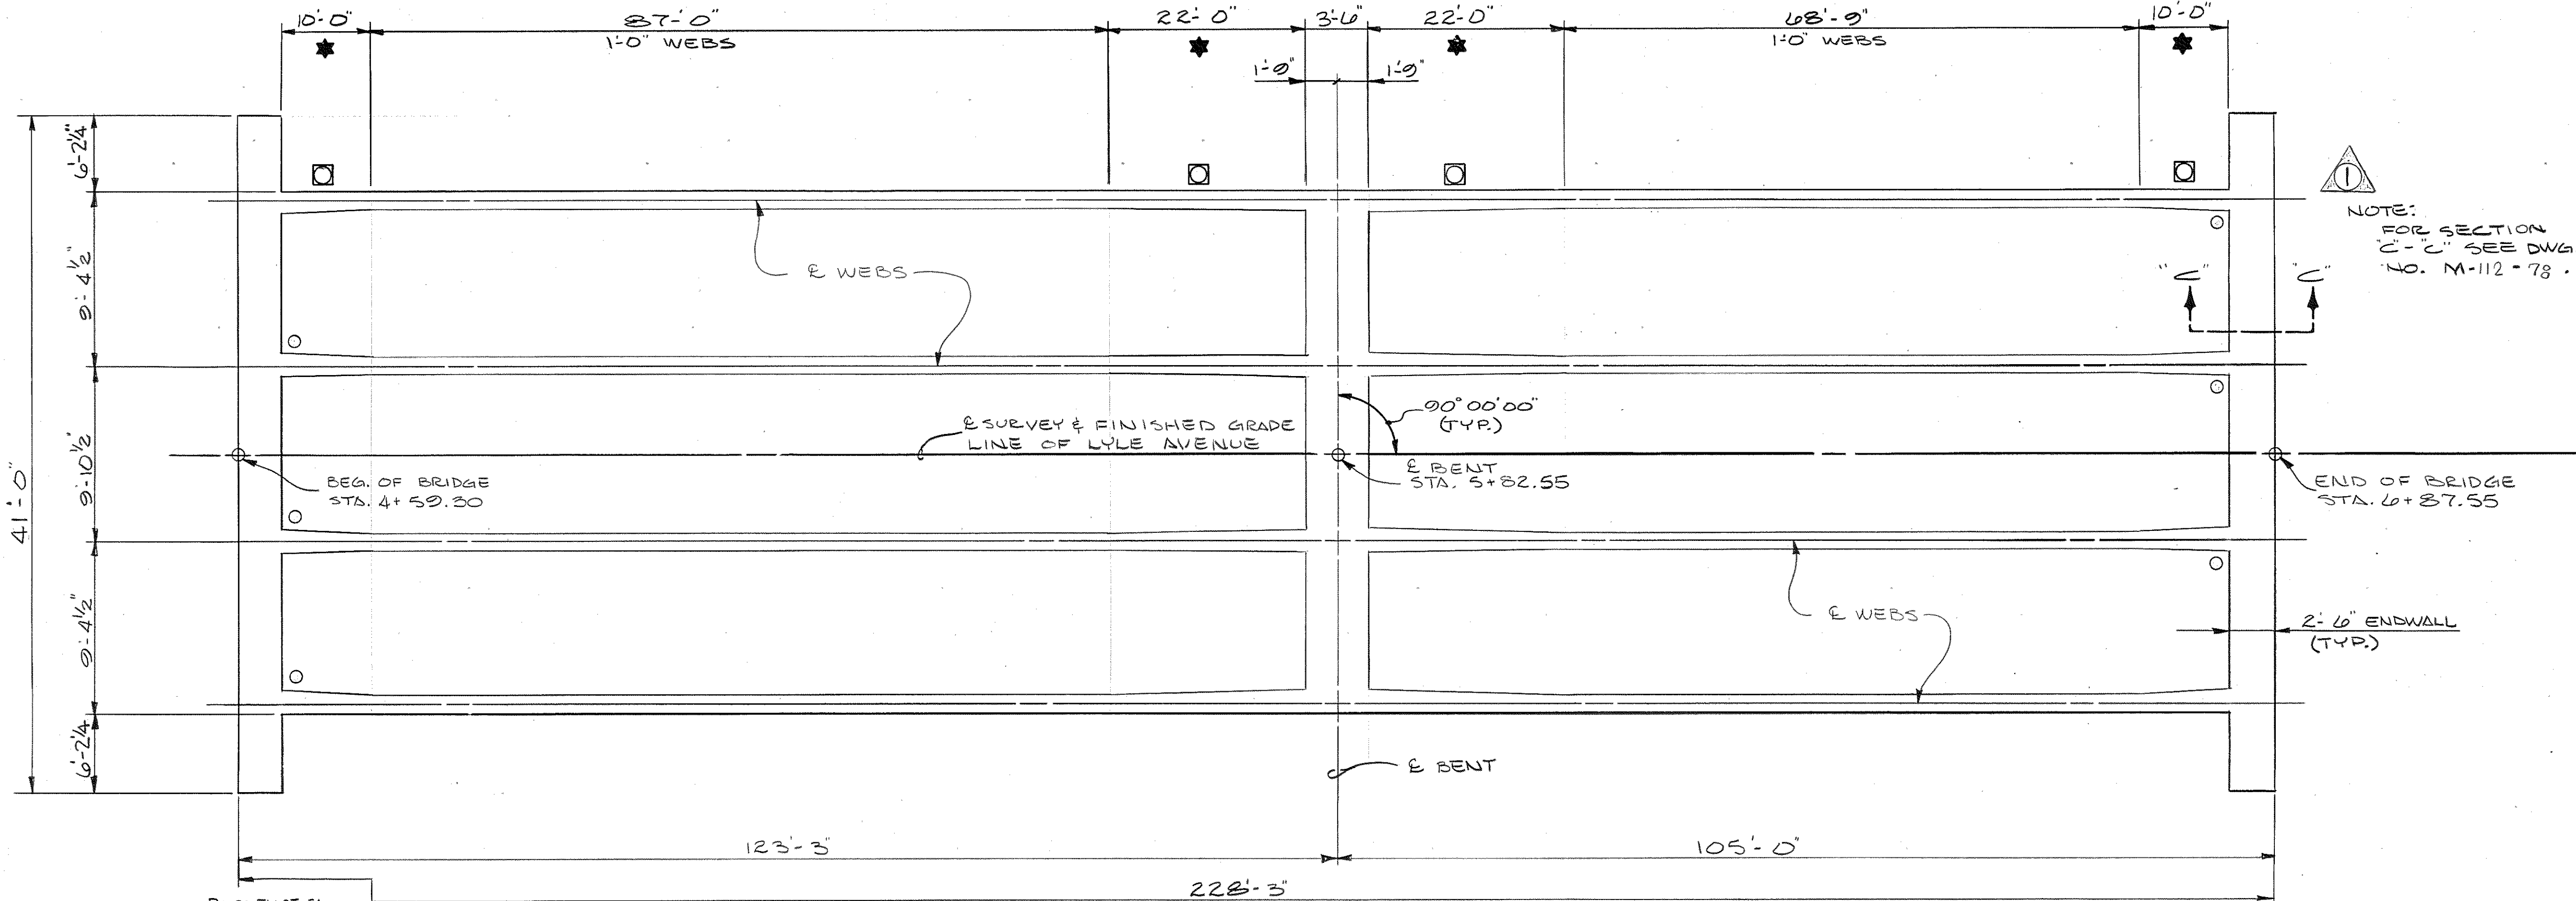 10'-0"
87'-0"
22'-0"
3'-6"
22'-0"
68'-9"
10'-0"
1'-0" WEBS
1'-0" WEBS
1'-9"
1'-9"
6'-2¼"
9'-4½"
9'-10½"
9'-4½"
6'-2¼"
41'-0"
1
NOTE:
FOR SECTION
"C"-"C" SEE DWG
NO. M-112-78.
"C"
"C"
℄ WEBS
℄ SURVEY & FINISHED GRADE
LINE OF LYLE AVENUE
90°00'00"
(TYP.)
BEG. OF BRIDGE
STA. 4+59.30
℄ BENT
STA. 5+82.55
END OF BRIDGE
STA. 6+87.55
℄ WEBS
2'-6" ENDWALL
(TYP.)
℄ BENT
123'-3"
105'-0"
228'-3"